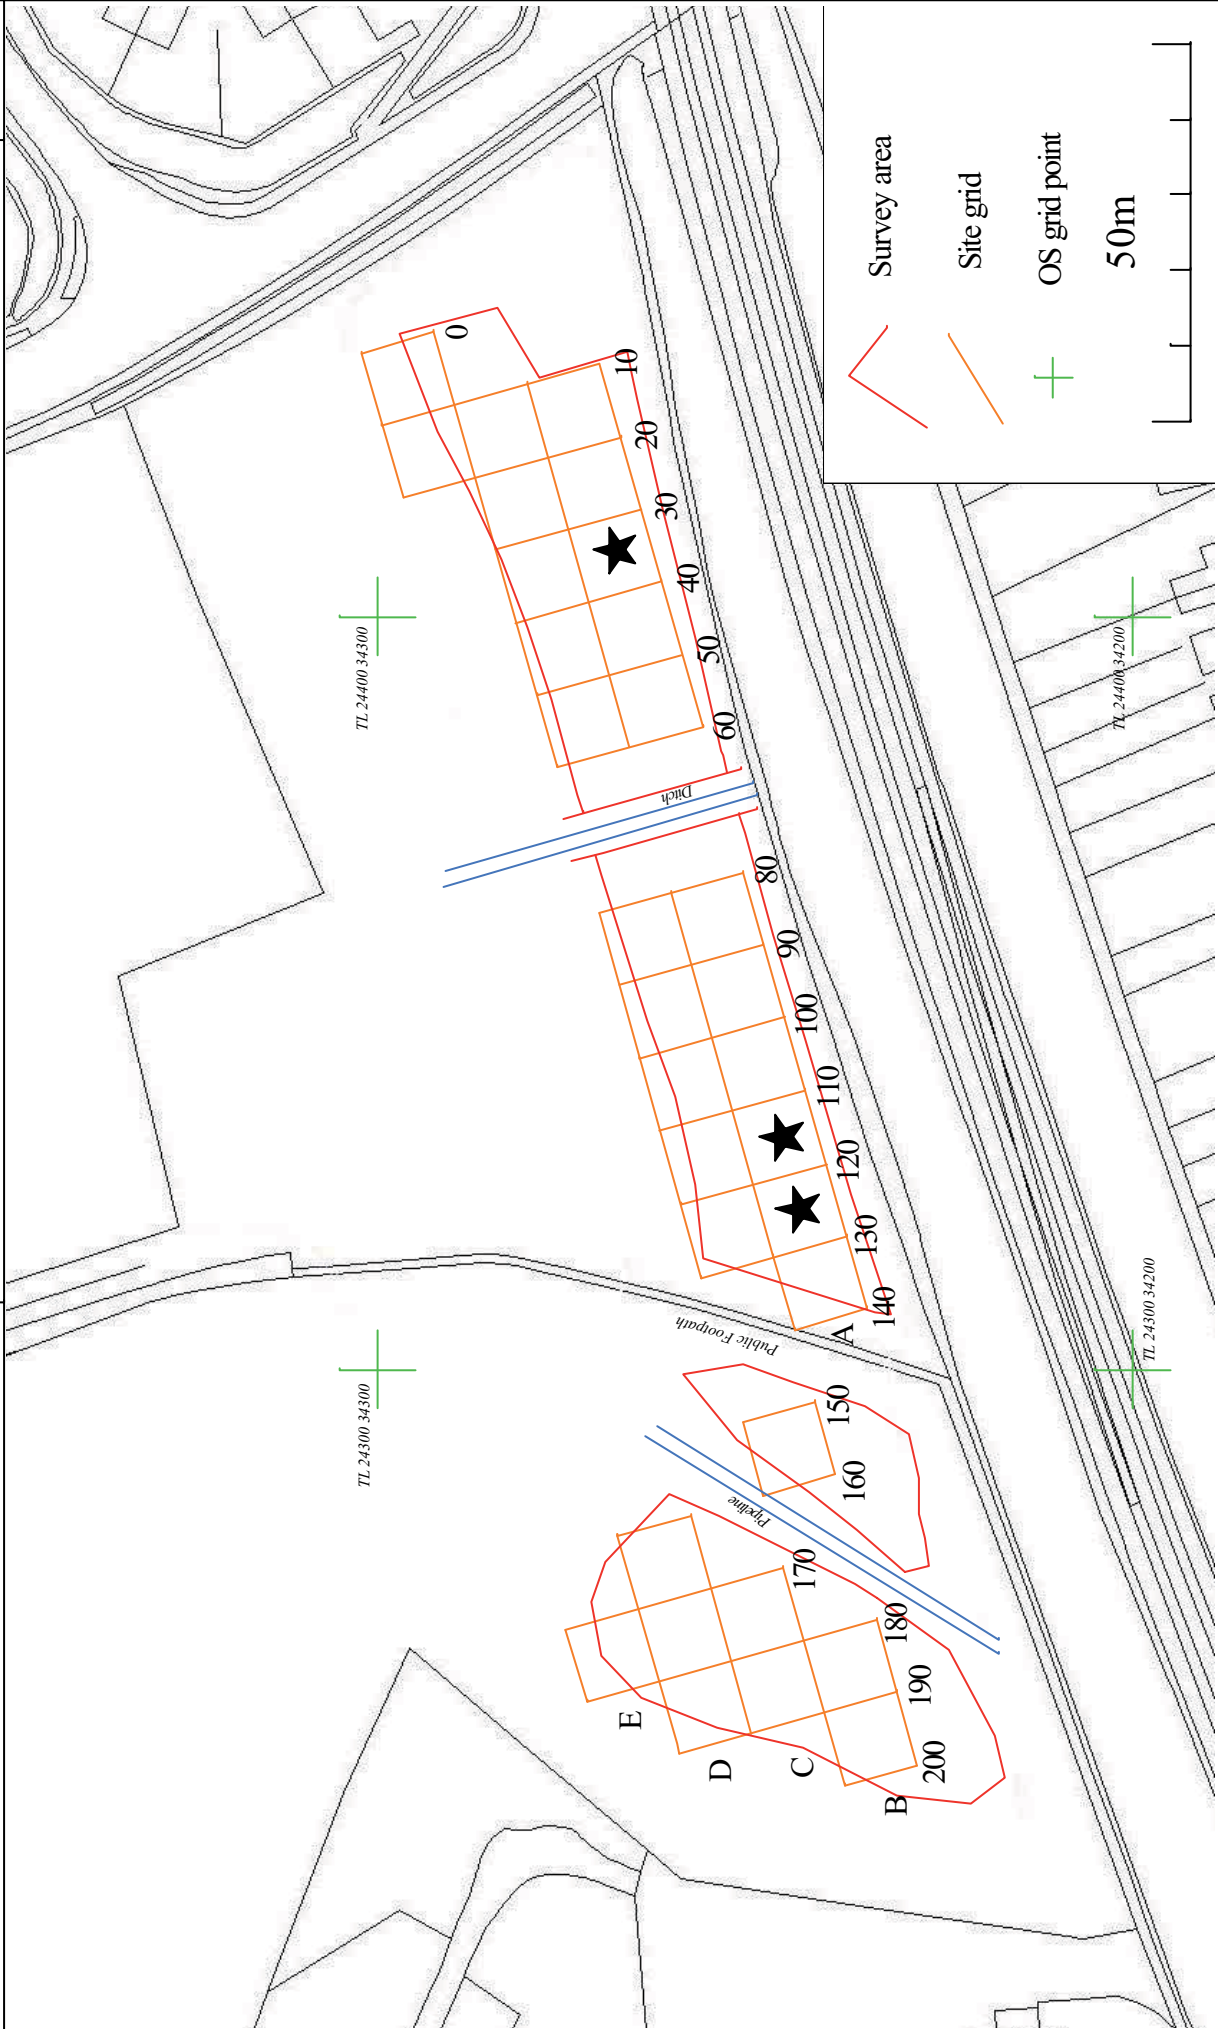 Survey area
Site grid
OS grid point
50m
TL 24400 34300
TL 24400 34200
TL 24300 34300
TL 24300 34200
0
10
20
30
40
50
60
Ditch
80
90
100
110
120
130
140
A
Public Footpath
150
160
Pipeline
170
180
190
200
E
D
C
B